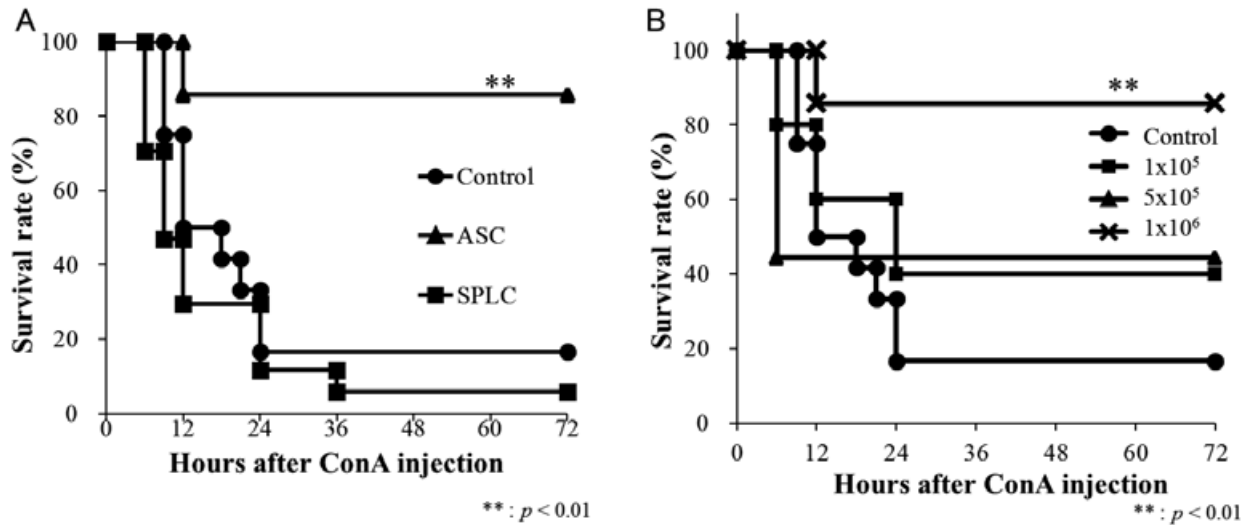 A
100
80
60
40
20
0
Survival rate (%)
**
Control
ASC
SPLC
0 12 24 36 48 60 72
Hours after ConA injection
** : p < 0.01
B
100
80
60
40
20
0
Survival rate (%)
**
Control
1x10⁵
5x10⁵
1x10⁶
0 12 24 36 48 60 72
Hours after ConA injection
** : p < 0.01